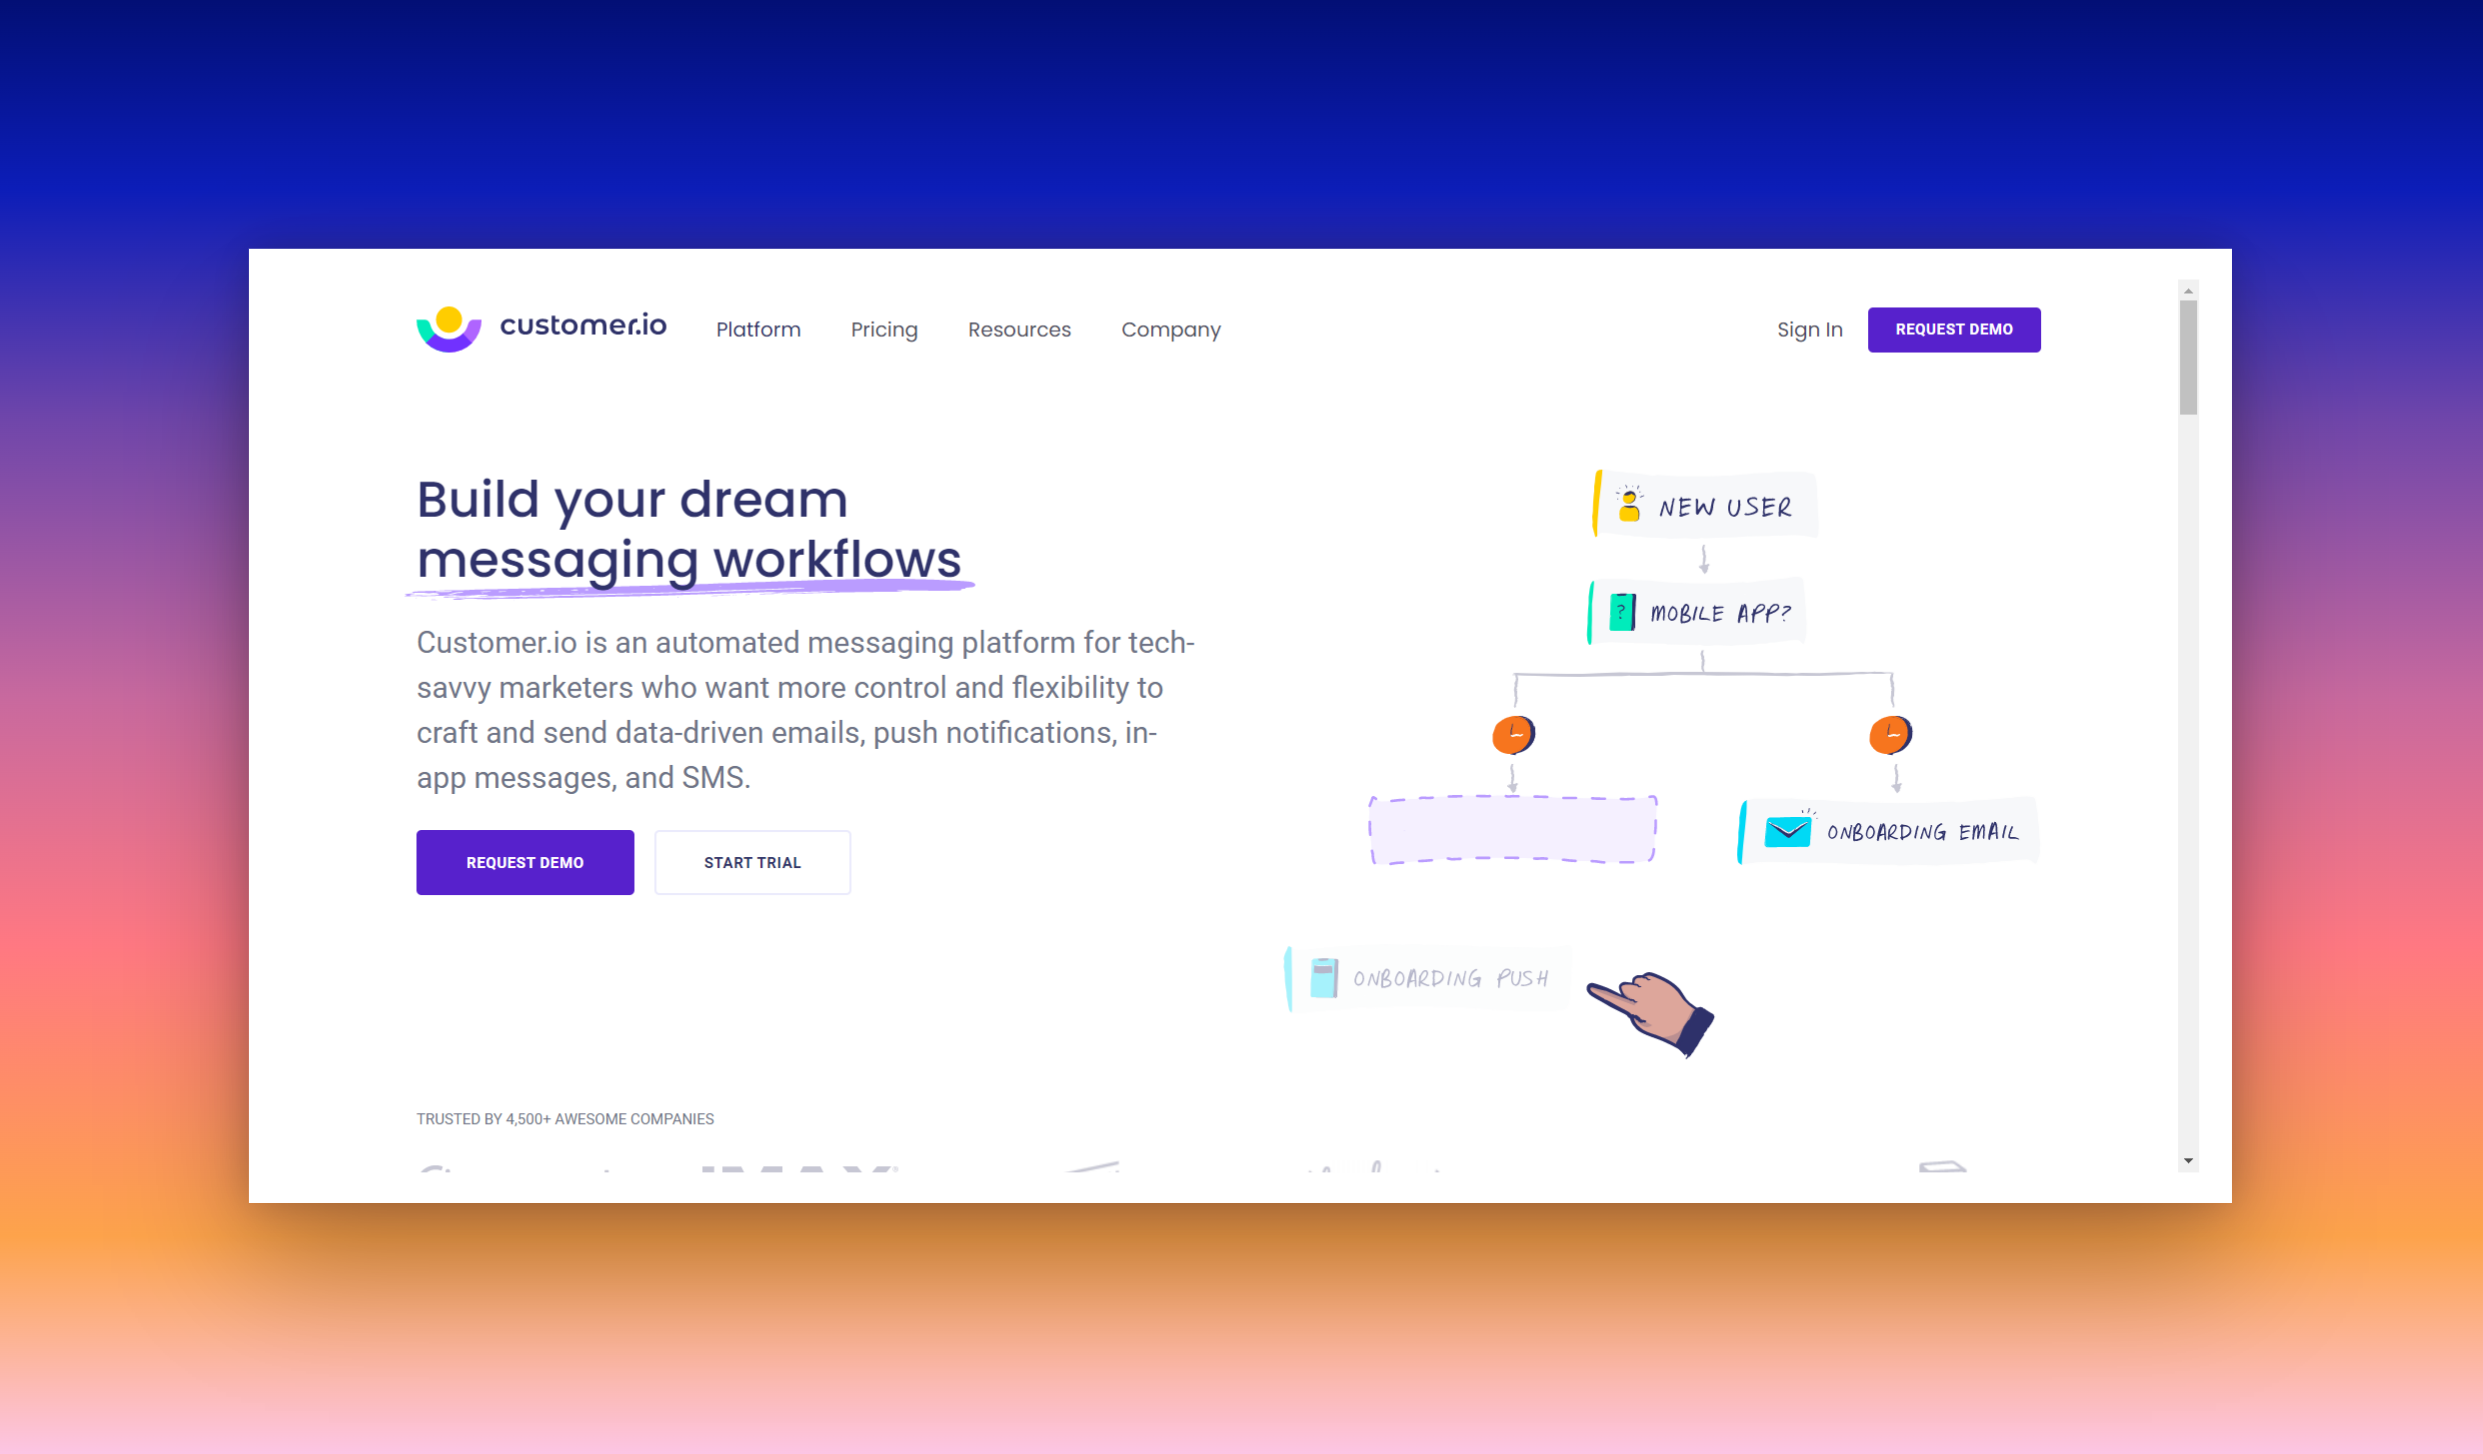 customer.io
Platform
Pricing
Resources
Company
Sign In
REQUEST DEMO
Build your dream
messaging workflows
Customer.io is an automated messaging platform for tech-
savvy marketers who want more control and flexibility to
craft and send data-driven emails, push notifications, in-
app messages, and SMS.
REQUEST DEMO
START TRIAL
NEW USER
?
MOBILE APP?
ONBOARDING EMAIL
ONBOARDING PUSH
TRUSTED BY 4,500+ AWESOME COMPANIES